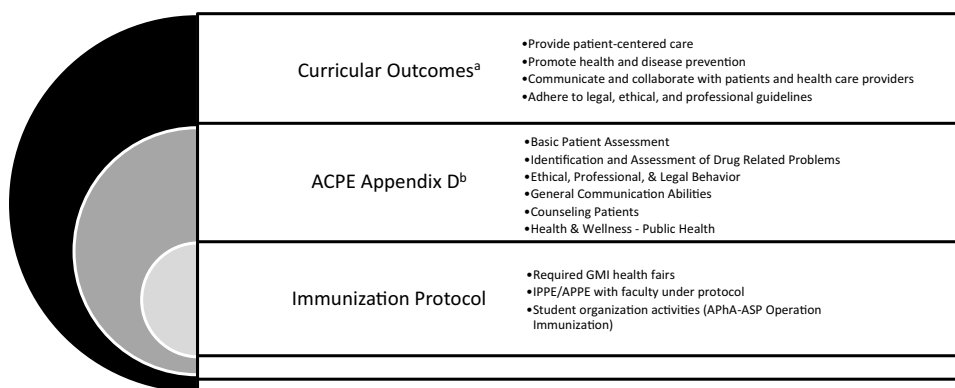 Curricular Outcomesᵃ
•Provide patient-centered care
•Promote health and disease prevention
•Communicate and collaborate with patients and health care providers
•Adhere to legal, ethical, and professional guidelines
ACPE Appendix Dᵇ
•Basic Patient Assessment
•Identification and Assessment of Drug Related Problems
•Ethical, Professional, & Legal Behavior
•General Communication Abilities
•Counseling Patients
•Health & Wellness - Public Health
Immunization Protocol
•Required GMI health fairs
•IPPE/APPE with faculty under protocol
•Student organization activities (APhA-ASP Operation
Immunization)